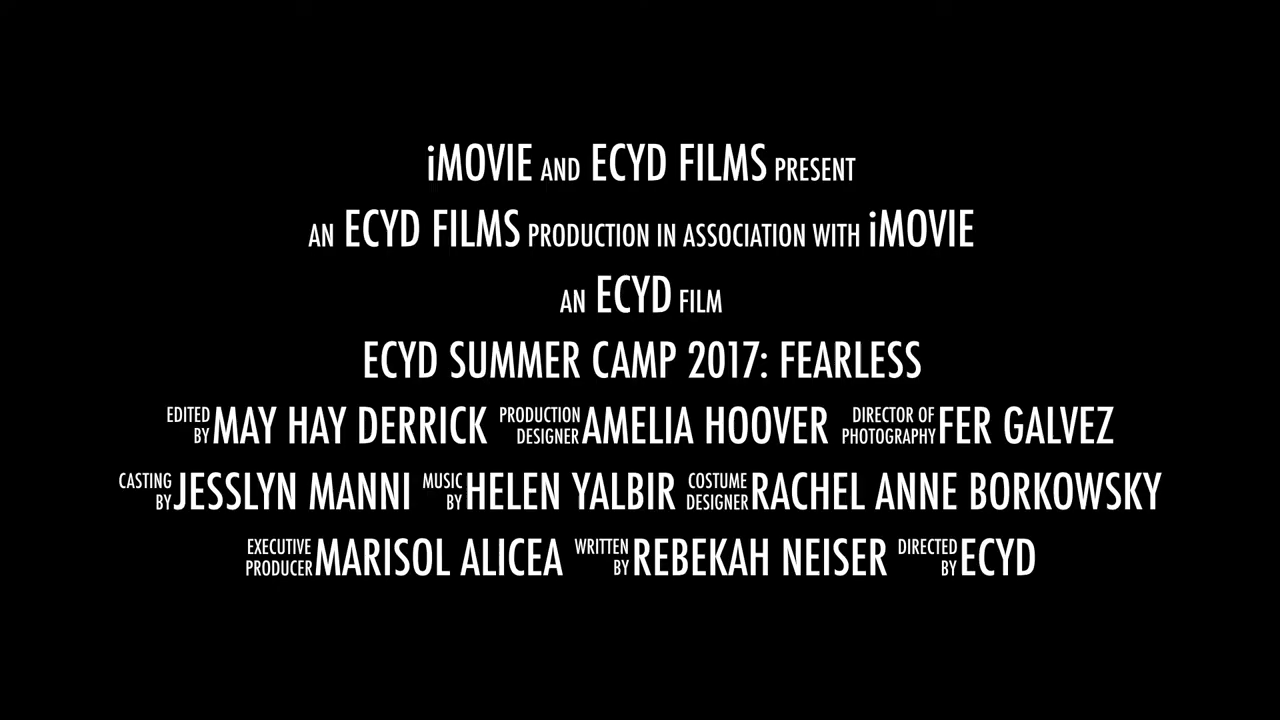 iMOVIE AND ECYD FILMS PRESENT
AN ECYD FILMS PRODUCTION IN ASSOCIATION WITH iMOVIE
AN ECYD FILM
ECYD SUMMER CAMP 2017: FEARLESS
EDITED BY MAY HAY DERRICK PRODUCTION DESIGNER AMELIA HOOVER DIRECTOR OF PHOTOGRAPHY FER GALVEZ
CASTING BY JESSLYN MANNI MUSIC BY HELEN YALBIR COSTUME DESIGNER RACHEL ANNE BORKOWSKY
EXECUTIVE PRODUCER MARISOL ALICEA WRITTEN BY REBEKAH NEISER DIRECTED BY ECYD